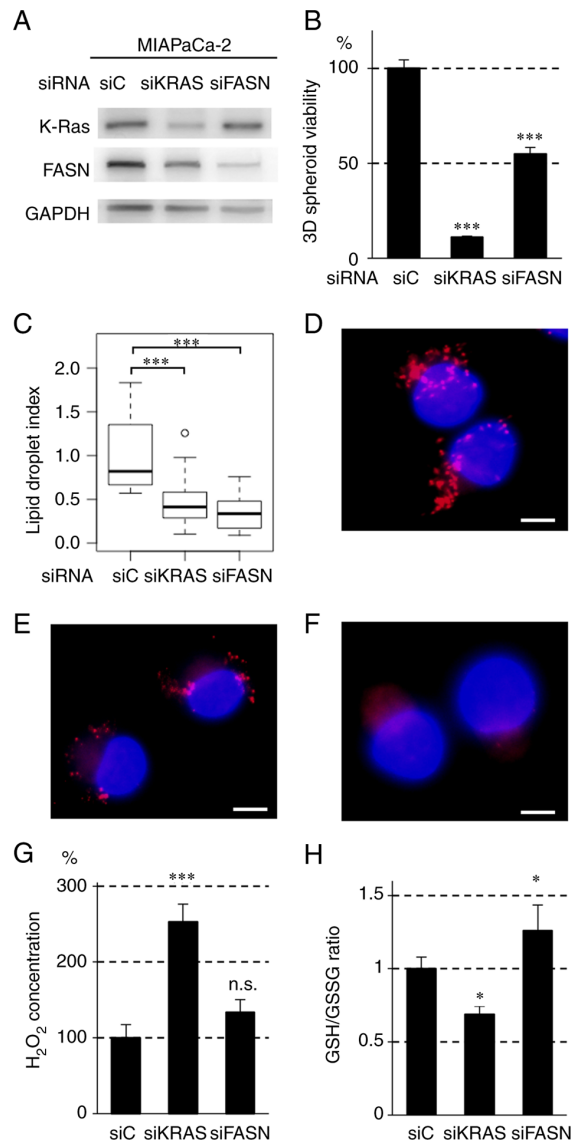 A
MIAPaCa-2
siRNA siC siKRAS siFASN
K-Ras
FASN
GAPDH
B
%
3D spheroid viability
100
50
0
***
***
siRNA siC siKRAS siFASN
C
Lipid droplet index
2.0
1.5
1.0
0.5
0.0
***
***
siRNA siC siKRAS siFASN
D
E
F
G
%
H2O2 concentration
300
200
100
0
***
n.s.
siC siKRAS siFASN
H
GSH/GSSG ratio
1.5
1
0.5
0
*
*
siC siKRAS siFASN